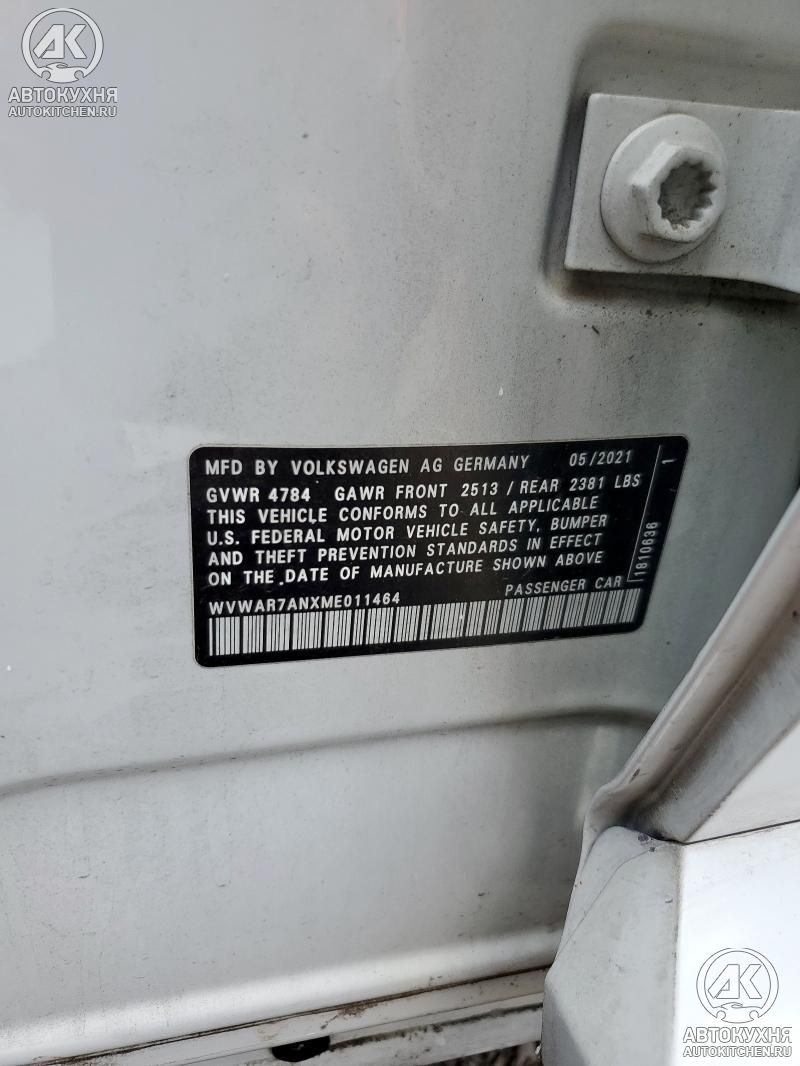 АК
АВТОКУХНЯ
AUTOKITCHEN.RU
MFD BY VOLKSWAGEN AG GERMANY 05/2021
GVWR 4784 GAWR FRONT 2513 / REAR 2381 LBS
THIS VEHICLE CONFORMS TO ALL APPLICABLE
U.S. FEDERAL MOTOR VEHICLE SAFETY, BUMPER
AND THEFT PREVENTION STANDARDS IN EFFECT
ON THE DATE OF MANUFACTURE SHOWN ABOVE
WVWAR7ANXME011464 PASSENGER CAR
1810636 1
АК
АВТОКУХНЯ
AUTOKITCHEN.RU